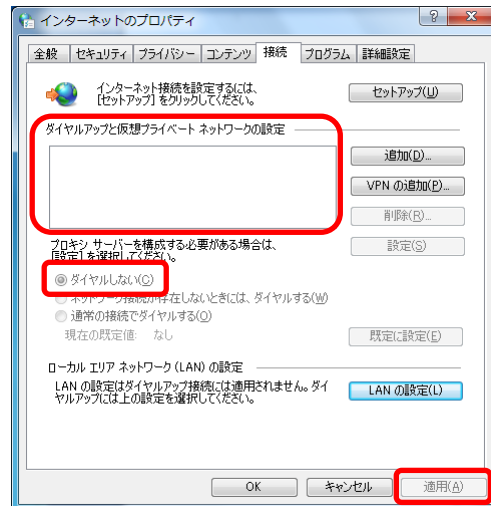 インターネットのプロパティ
全般 セキュリティ プライバシー コンテンツ 接続 プログラム 詳細設定
インターネット接続を設定するには、
[セットアップ] をクリックしてください。
セットアップ(U)
ダイヤルアップと仮想プライベート ネットワークの設定
追加(D)...
VPN の追加(P)...
削除(R)...
プロキシ サーバーを構成する必要がある場合は、
[設定] を選択してください。
設定(S)
ダイヤルしない(C)
ネットワーク接続が存在しないときには、ダイヤルする(W)
通常の接続でダイヤルする(O)
現在の既定値: なし
既定に設定(E)
ローカル エリア ネットワーク (LAN) の設定
LAN の設定はダイヤルアップ接続には適用されません。ダイ
ヤルアップには上の設定を選択してください。
LAN の設定(L)
OK キャンセル 適用(A)